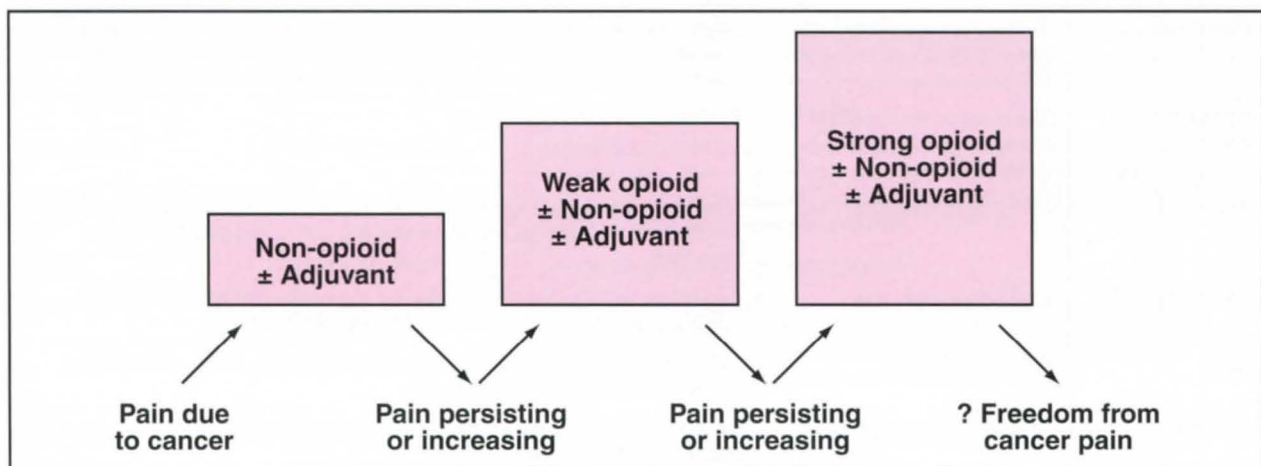 Non-opioid
± Adjuvant
Weak opioid
± Non-opioid
± Adjuvant
Strong opioid
± Non-opioid
± Adjuvant
Pain due
to cancer
Pain persisting
or increasing
Pain persisting
or increasing
? Freedom from
cancer pain